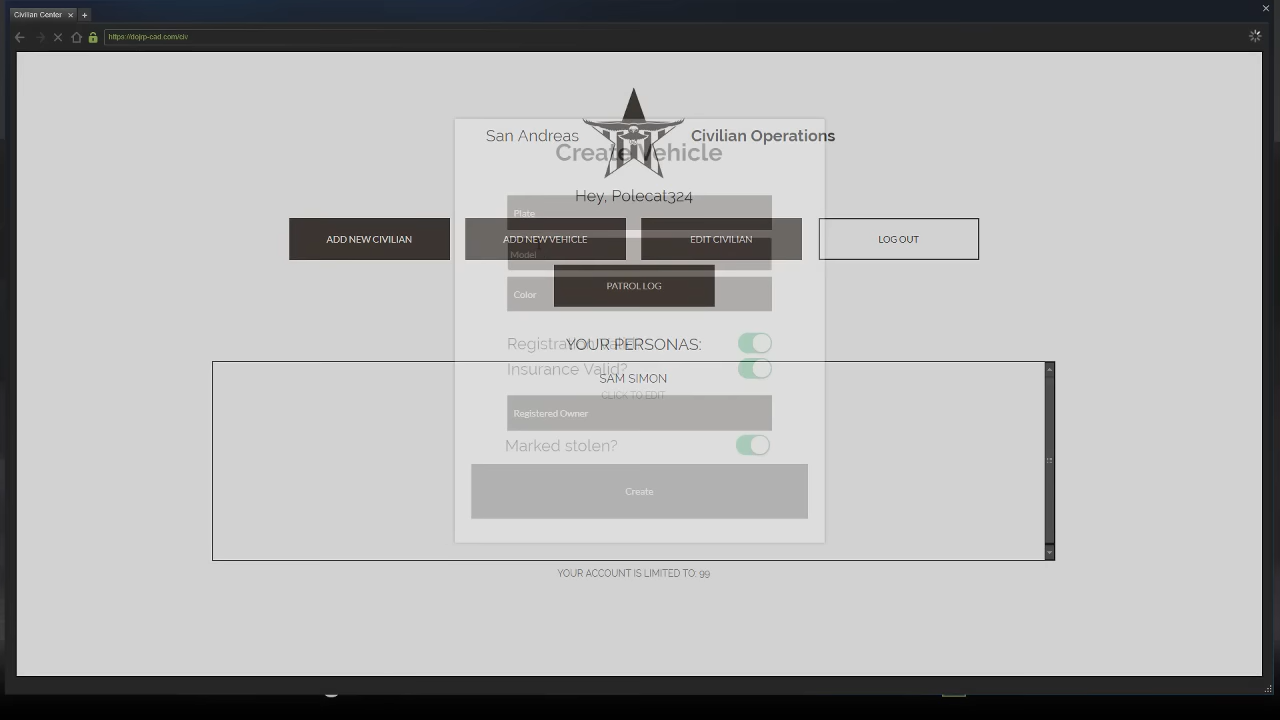 Civilian Center
https://dojrp-cad.com/civ
San Andreas
Civilian Operations
Create Vehicle
Hey, Polecat324
Plate
ADD NEW CIVILIAN
ADD NEW VEHICLE
EDIT CIVILIAN
LOG OUT
Model
PATROL LOG
Color
YOUR PERSONAS:
Insurance Valid?
SAM SIMON
CLICK TO EDIT
Registered Owner
Marked stolen?
Create
YOUR ACCOUNT IS LIMITED TO: 99